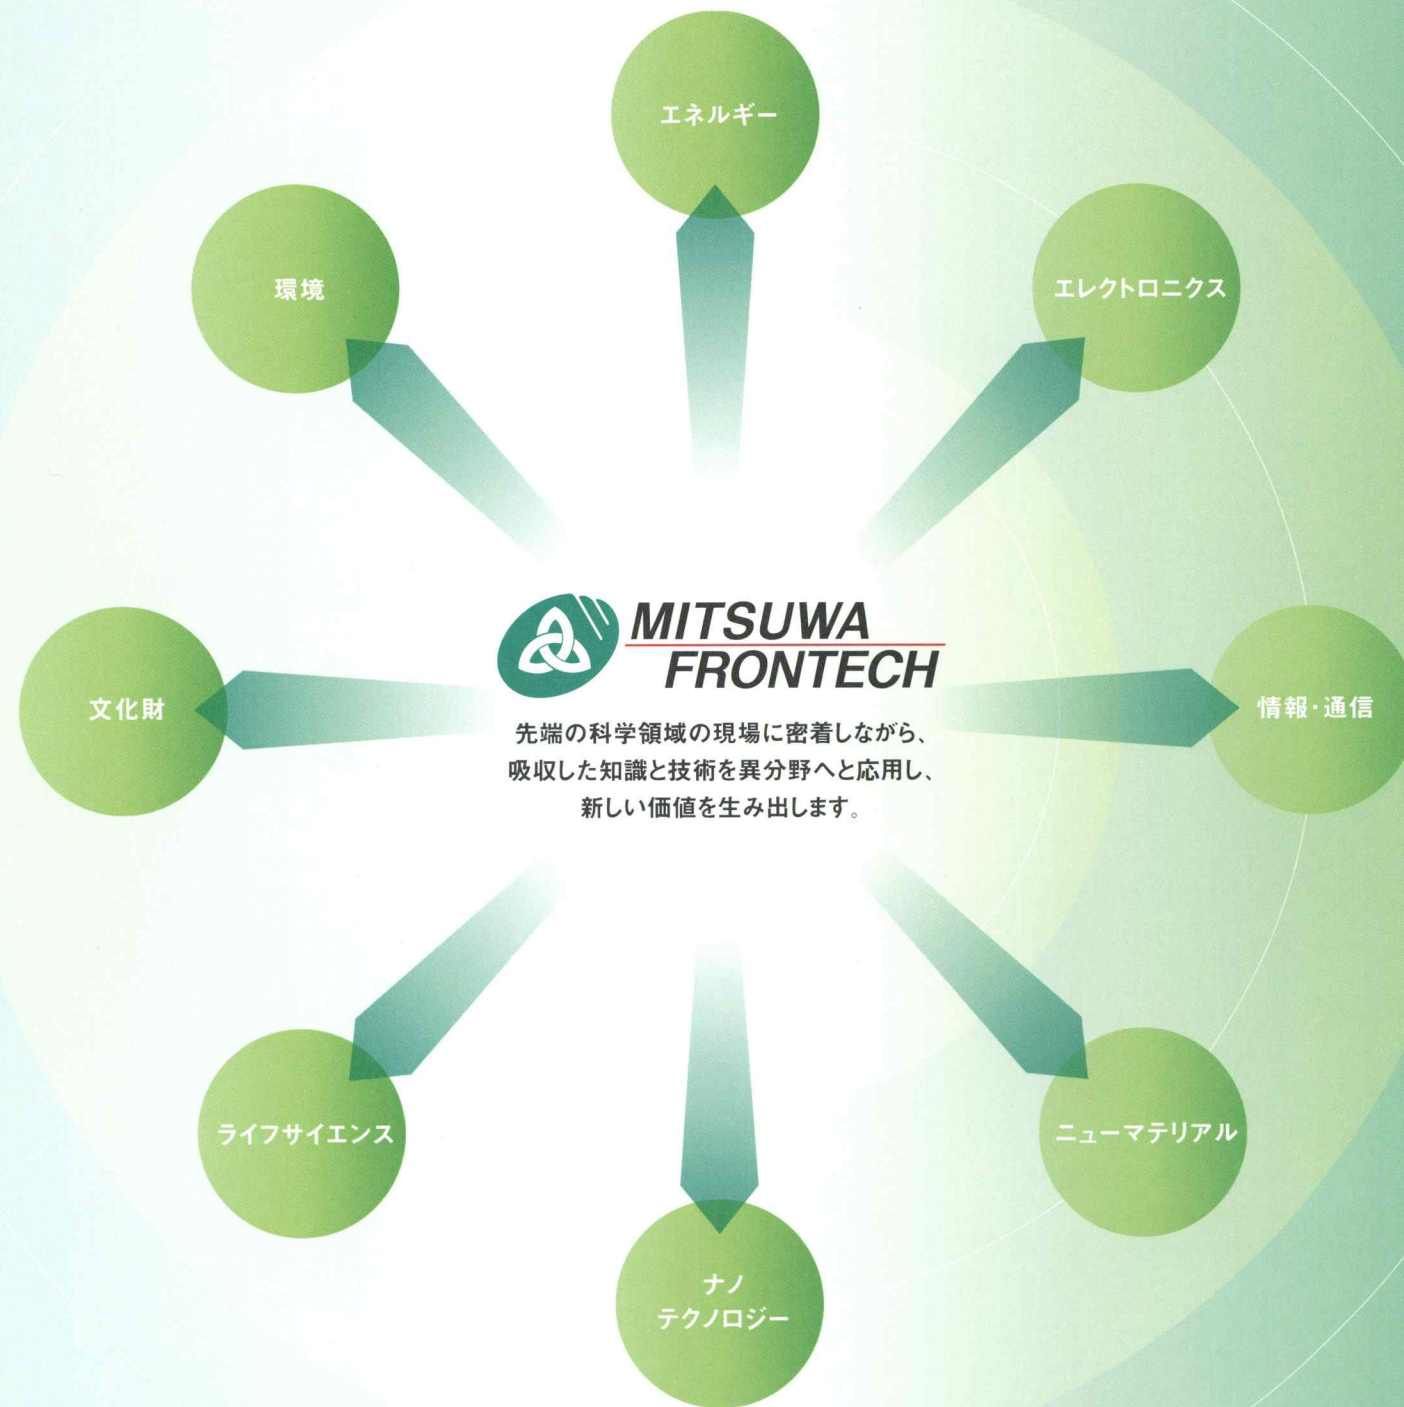 エネルギー
環境
エレクトロニクス
MITSUWA
FRONTECH
文化財
情報・通信
先端の科学領域の現場に密着しながら、
吸収した知識と技術を異分野へと応用し、
新しい価値を生み出します。
ライフサイエンス
ニューマテリアル
ナノ
テクノロジー